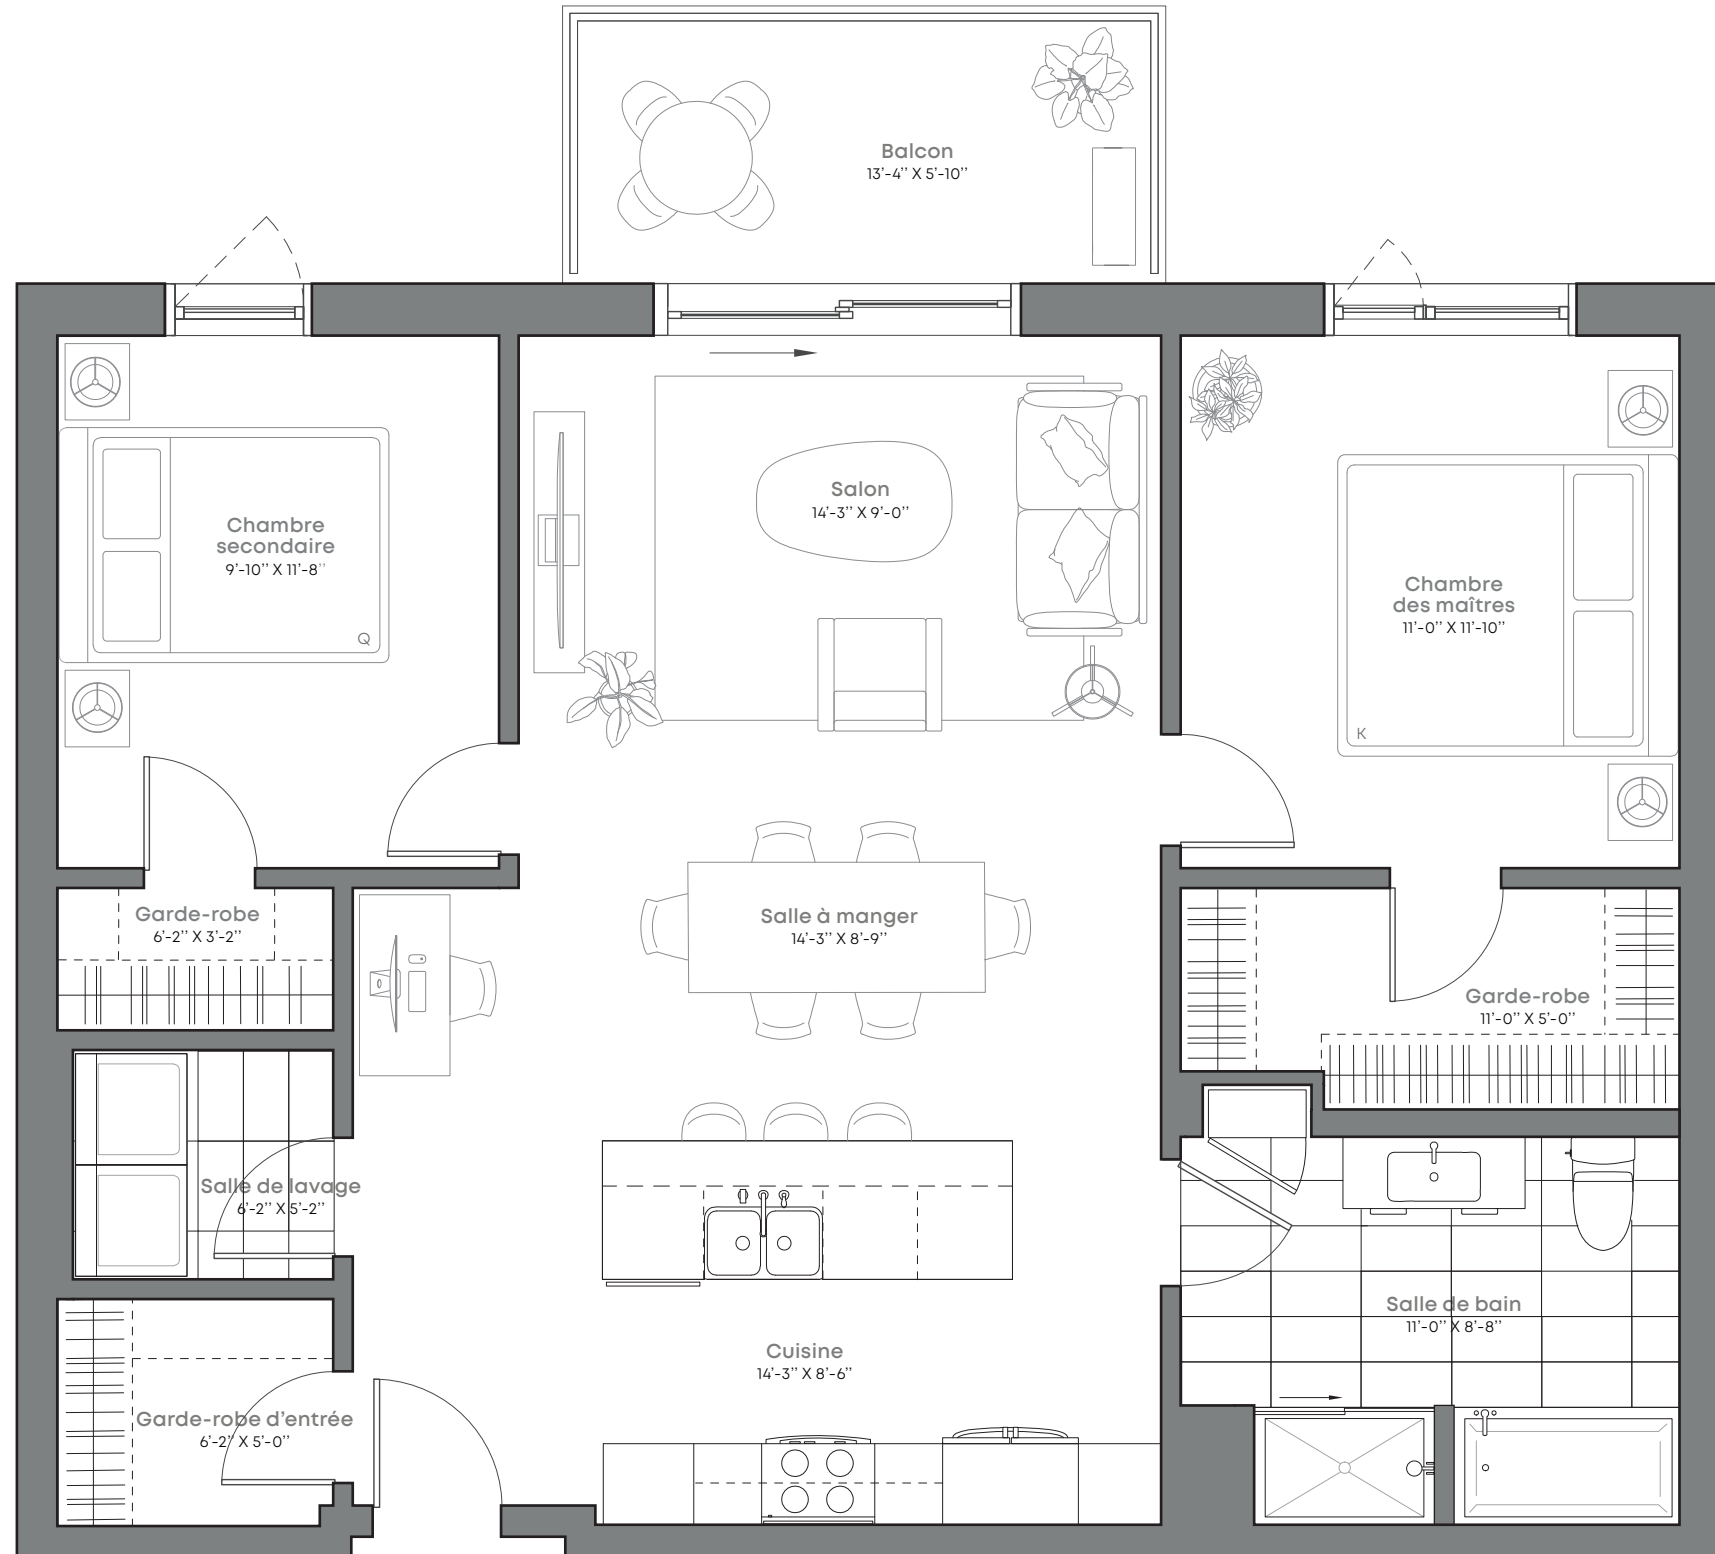 Balcon
13'-4'' X 5'-10''
Salon
14'-3'' X 9'-0''
Chambre
secondaire
9'-10'' X 11'-8''
Q
Chambre
des maîtres
11'-0'' X 11'-10''
K
Garde-robe
6'-2'' X 3'-2''
Salle à manger
14'-3'' X 8'-9''
Garde-robe
11'-0'' X 5'-0''
Salle de lavage
6'-2'' X 5'-2''
Salle de bain
11'-0'' X 8'-8''
Cuisine
14'-3'' X 8'-6''
Garde-robe d'entrée
6'-2'' X 5'-0''